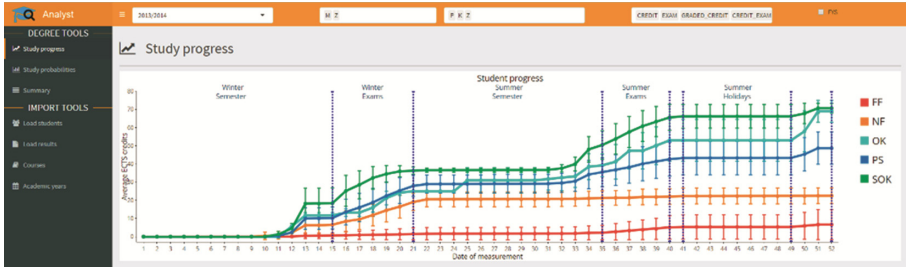 Analyst
2013/2014
M Z
P K Z
CREDIT EXAM GRADED_CREDIT CREDIT_EXAM
FYS
DEGREE TOOLS
Study progress
Study probabilities
Summary
IMPORT TOOLS
Load students
Load results
Courses
Academic years
Study progress
Student progress
Winter Semester
Winter Exams
Summer Semester
Summer Exams
Summer Holidays
Average ECTS credits
80
70
60
50
40
30
20
10
0
1 2 3 4 5 6 7 8 9 10 11 12 13 14 15 16 17 18 19 20 21 22 23 24 25 26 27 28 29 30 31 32 33 34 35 36 37 38 39 40 41 42 43 44 45 46 47 48 49 50 51 52
Date of measurement
FF
NF
OK
PS
SOK